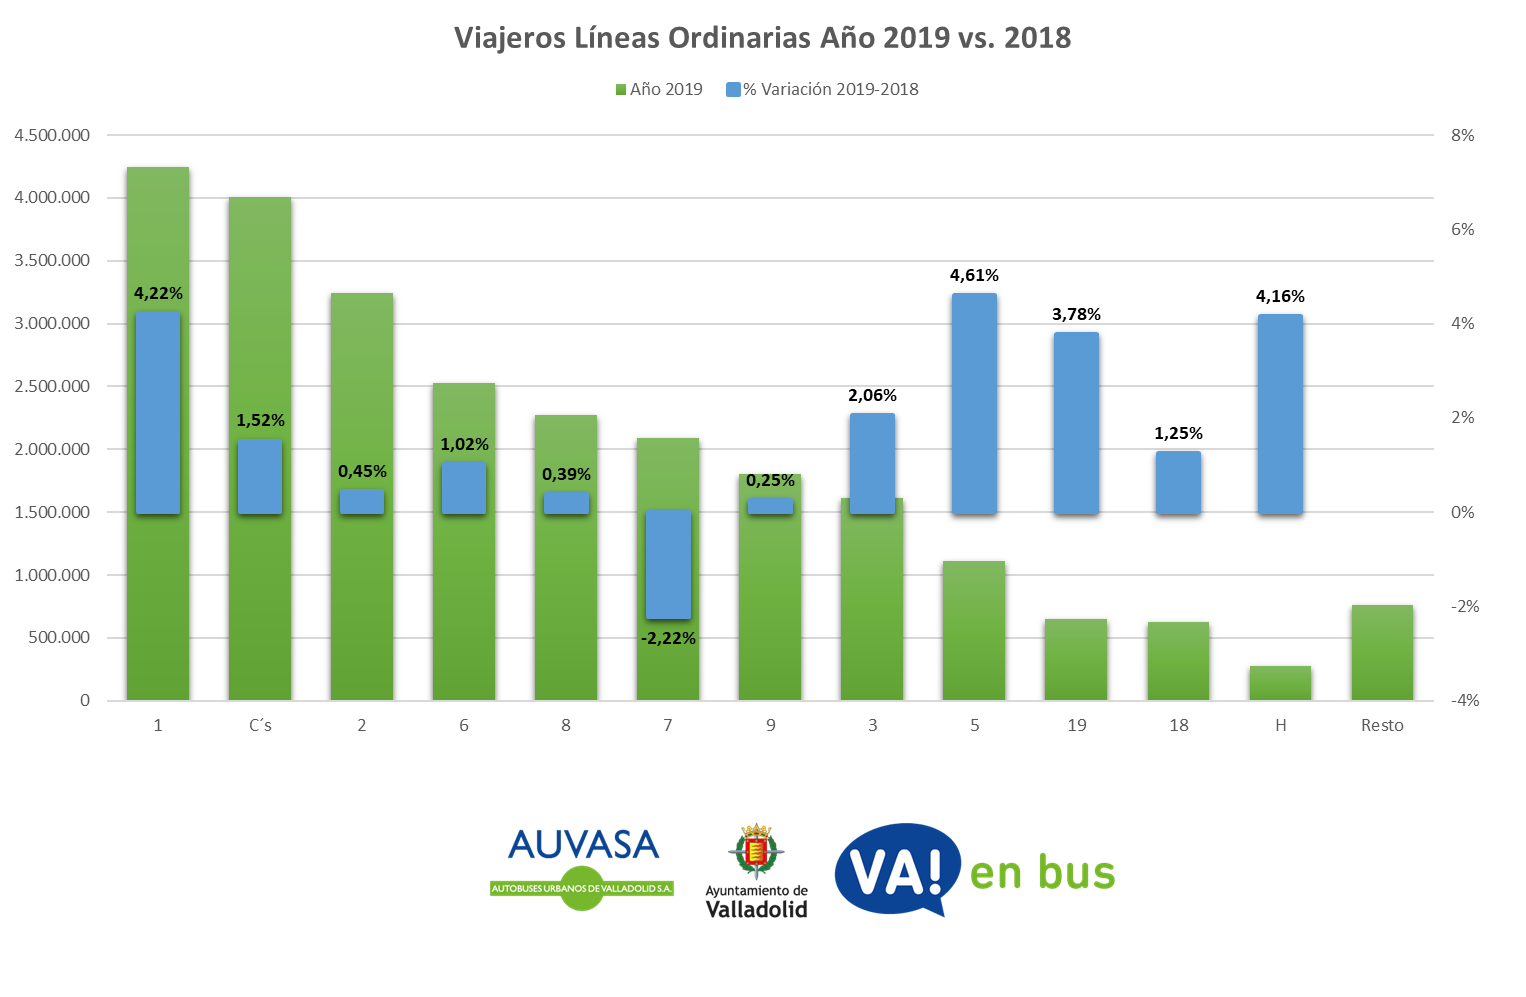 Viajeros Líneas Ordinarias Año 2019 vs. 2018
Año 2019 % Variación 2019-2018
4.500.000 8%
4.000.000
6%
3.500.000
4,61%
4,22% 4,16%
3,78%
3.000.000 4%
2.500.000
2,06%
1,52% 2%
1,25%
2.000.000 1,02%
0,45% 0,39% 0,25%
1.500.000 0%
1.000.000
-2%
500.000 -2,22%
0 -4%
1 C´s 2 6 8 7 9 3 5 19 18 H Resto
AUVASA
AUTOBUSES URBANOS DE VALLADOLID S.A.
Ayuntamiento de
Valladolid
VA! en bus